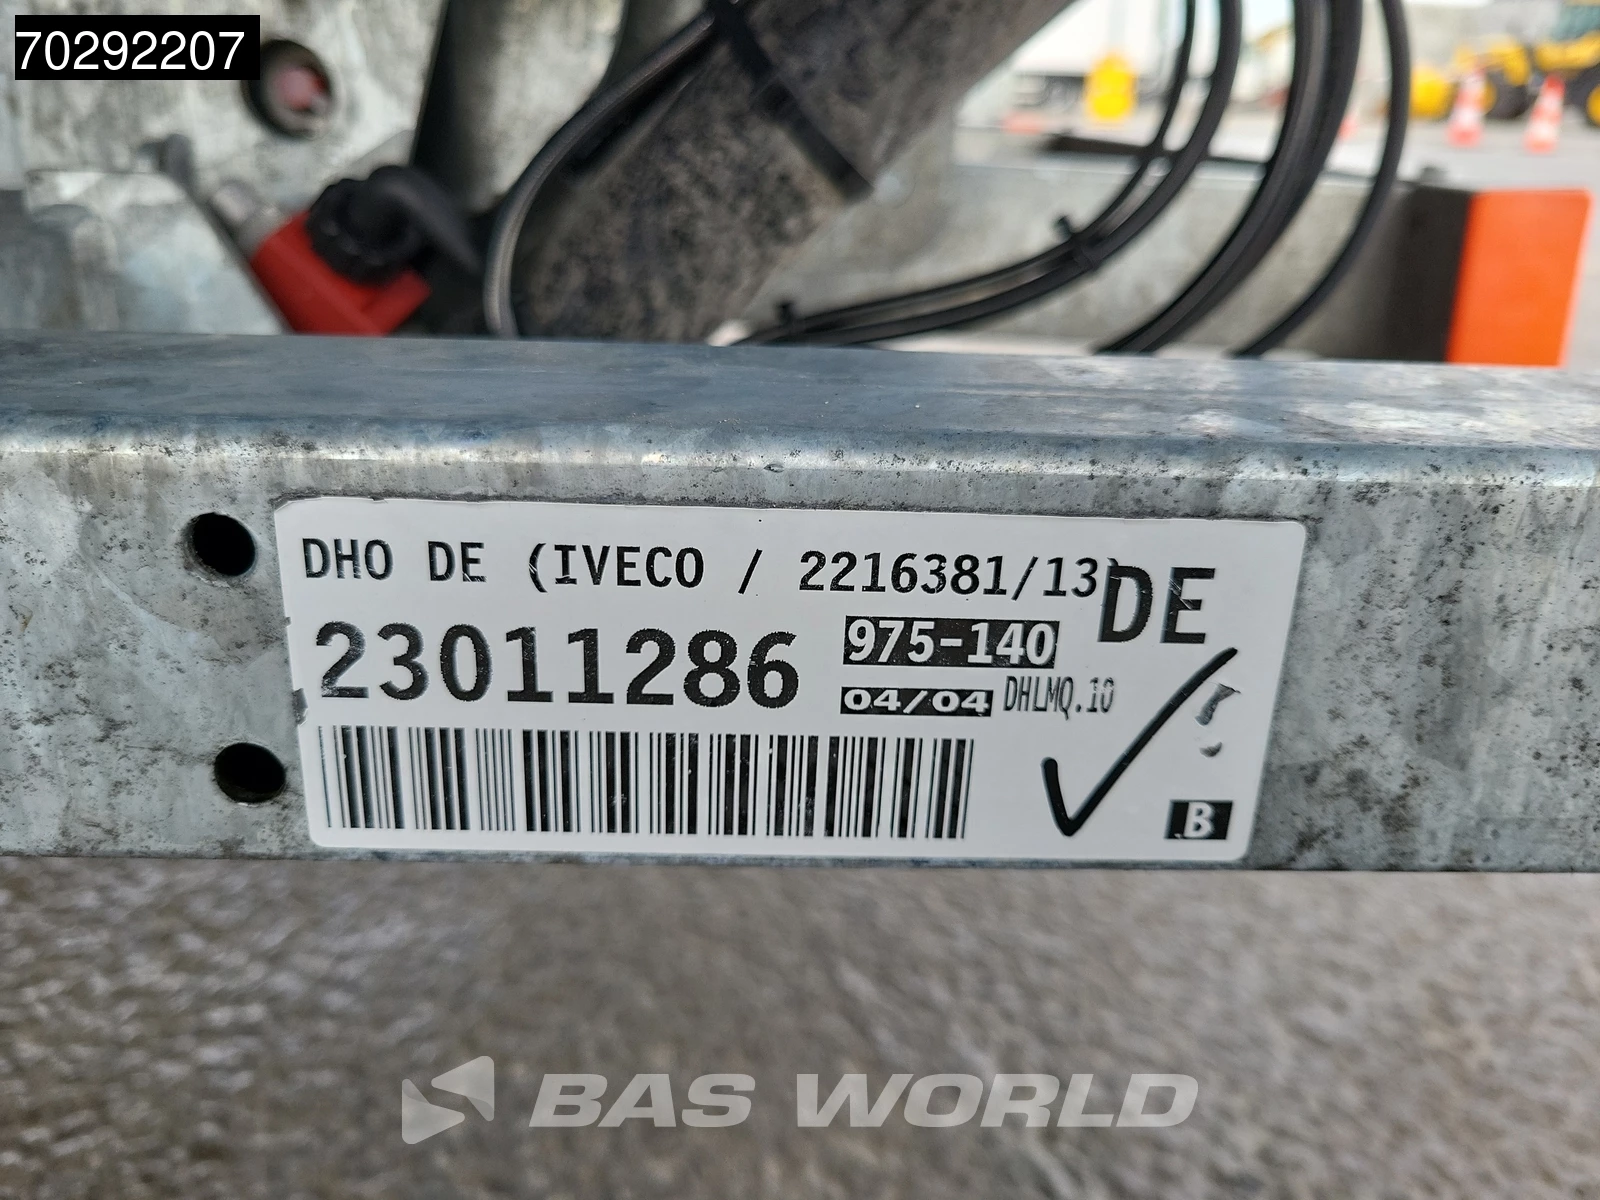 70292207
DHO DE (IVECO / 2216381/13)
DE
23011286
975-140
04/04 DHLMQ.10
B
BAS WORLD